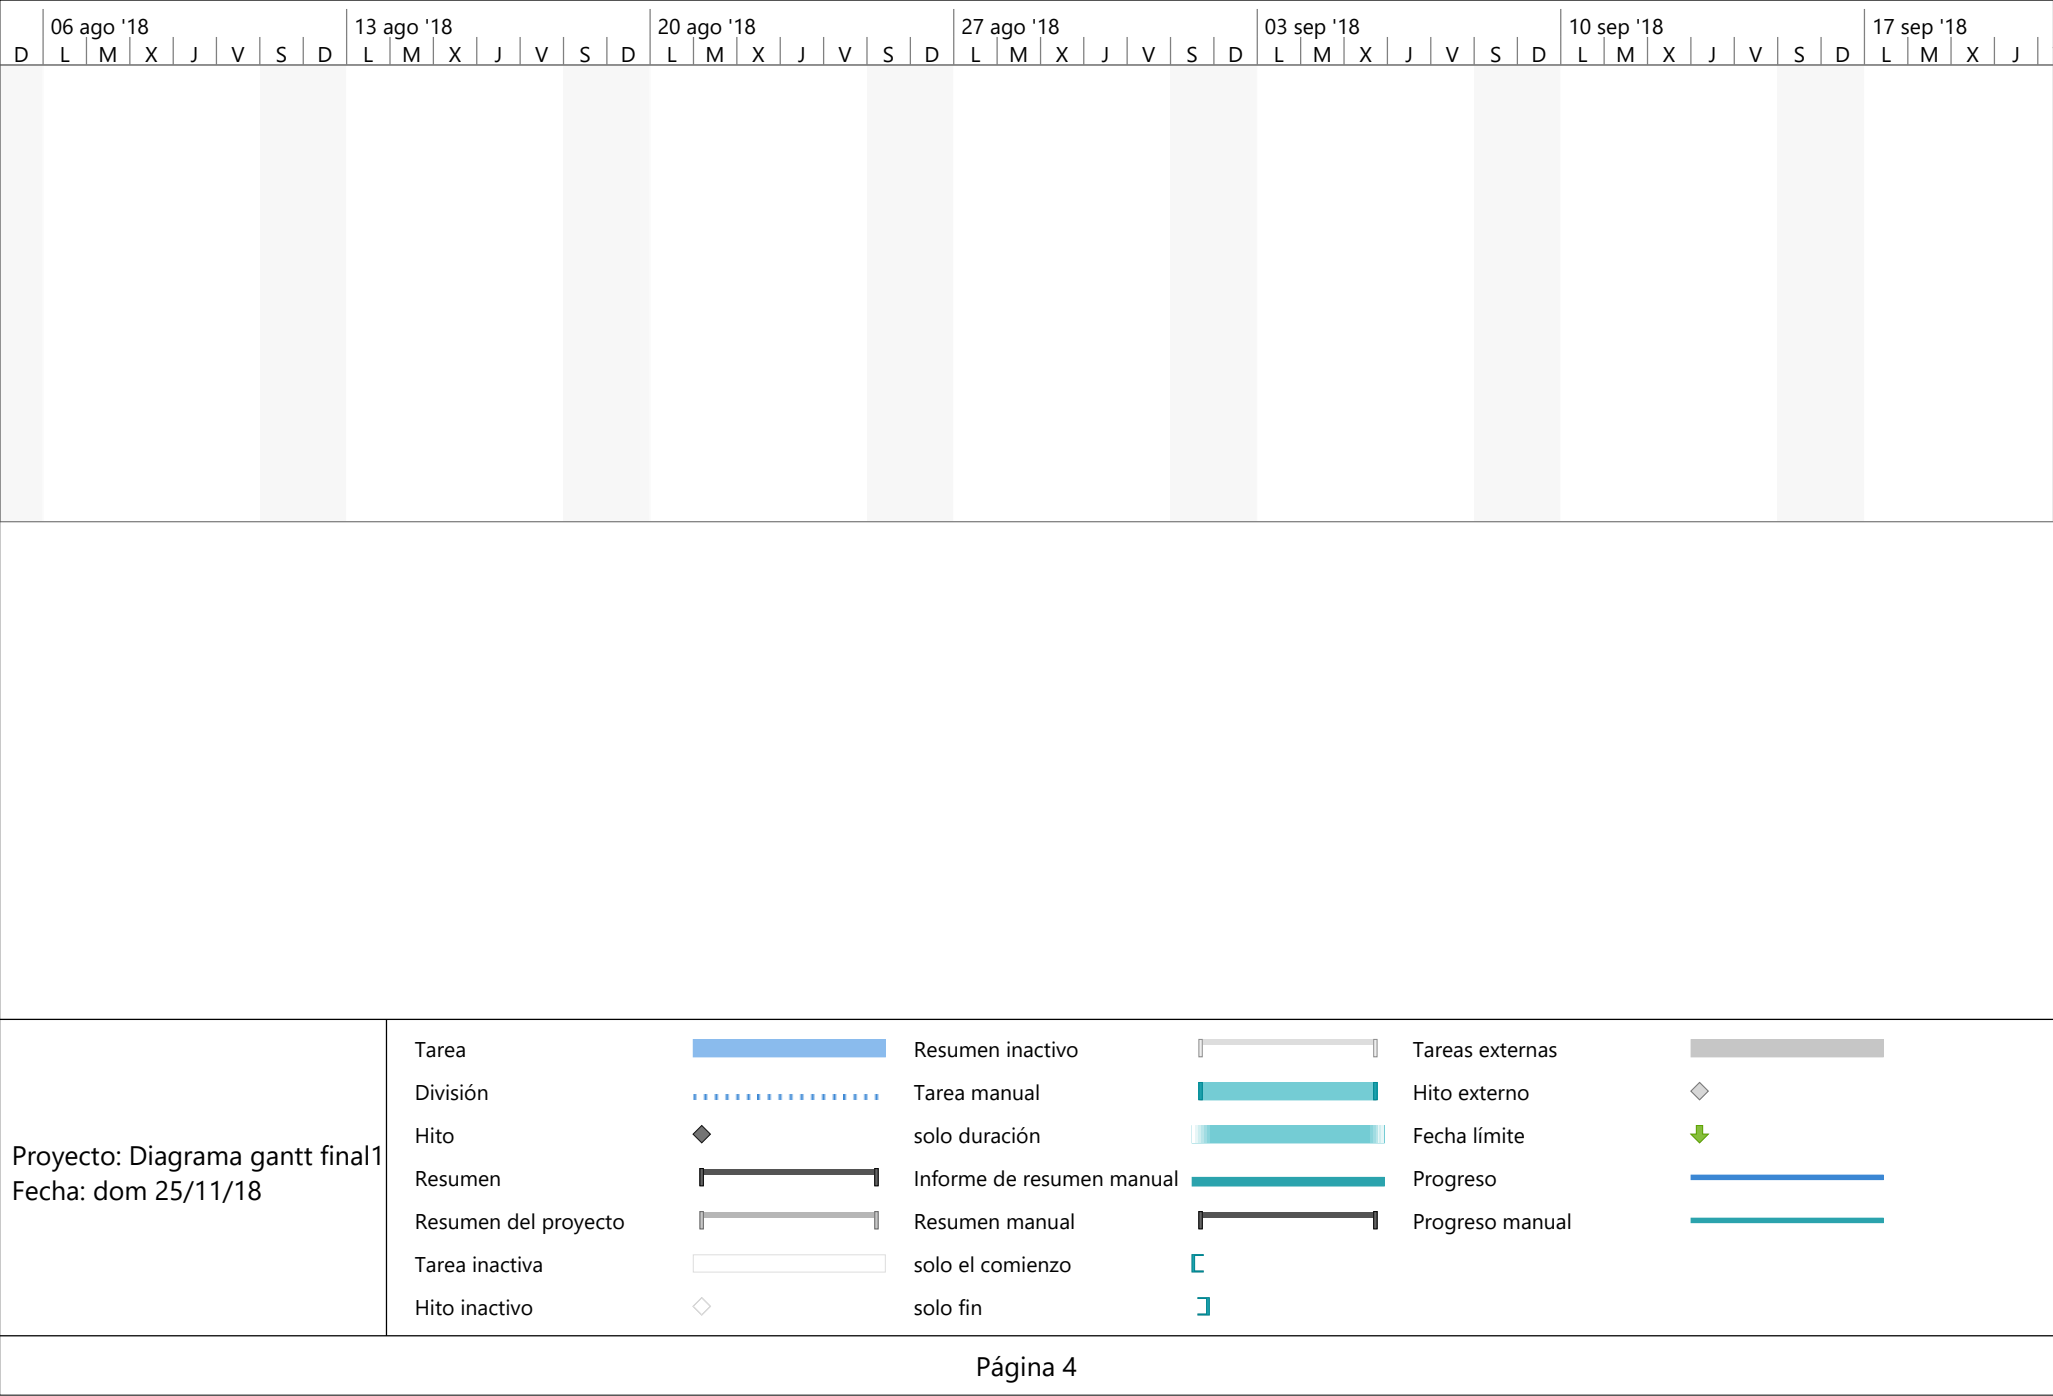 06 ago '18 13 ago '18 20 ago '18 27 ago '18 03 sep '18 10 sep '18 17 sep '18
D L M X J V S D L M X J V S D L M X J V S D L M X J V S D L M X J V S D L M X J V S D L M X J
Proyecto: Diagrama gantt final1
Fecha: dom 25/11/18
Tarea
División
Hito
Resumen
Resumen del proyecto
Tarea inactiva
Hito inactivo
Resumen inactivo
Tarea manual
solo duración
Informe de resumen manual
Resumen manual
solo el comienzo
solo fin
Tareas externas
Hito externo
Fecha límite
Progreso
Progreso manual
Página 4